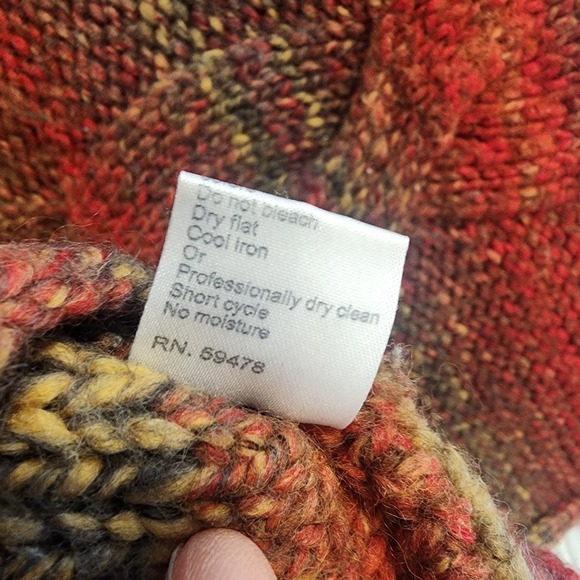 Do not bleach
Dry flat
Cool Iron
Or
Professionally dry clean
Short cycle
No moisture
RN. 59478